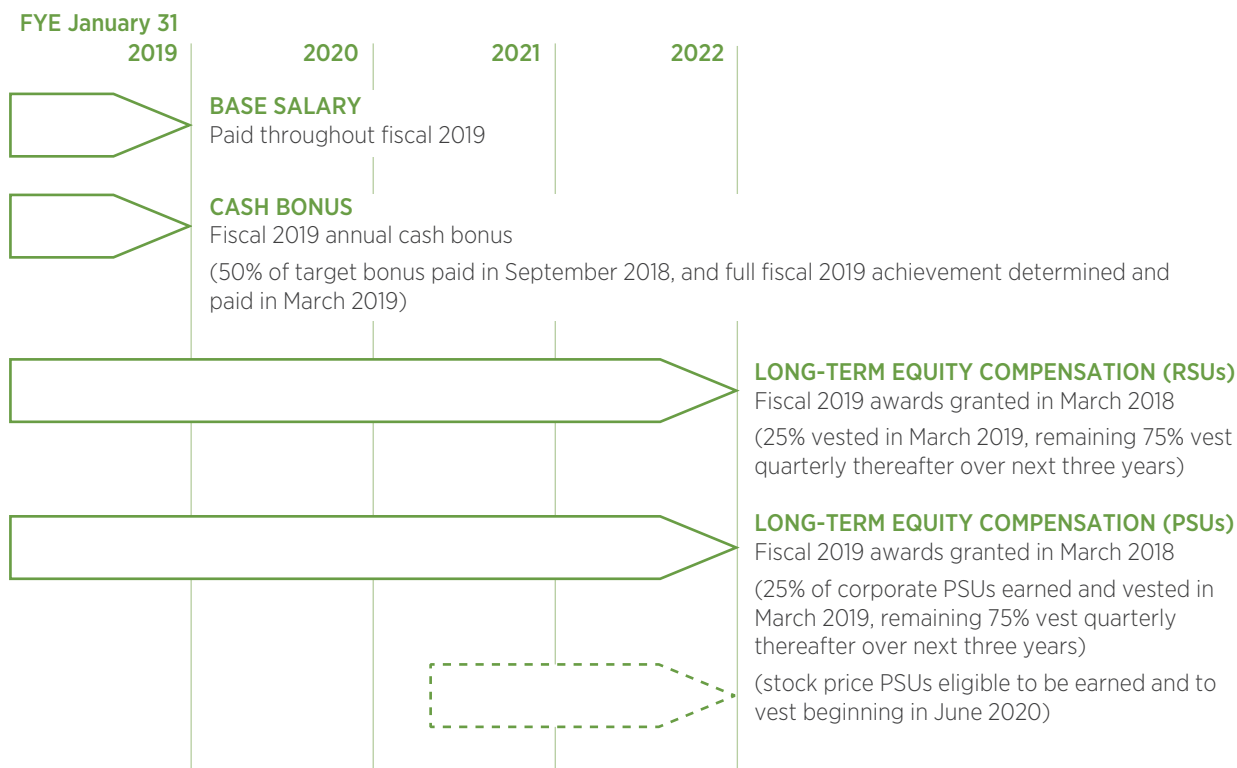 FYE January 31
2019 2020 2021 2022
BASE SALARY
Paid throughout fiscal 2019
CASH BONUS
Fiscal 2019 annual cash bonus
(50% of target bonus paid in September 2018, and full fiscal 2019 achievement determined and
paid in March 2019)
LONG-TERM EQUITY COMPENSATION (RSUs)
Fiscal 2019 awards granted in March 2018
(25% vested in March 2019, remaining 75% vest
quarterly thereafter over next three years)
LONG-TERM EQUITY COMPENSATION (PSUs)
Fiscal 2019 awards granted in March 2018
(25% of corporate PSUs earned and vested in
March 2019, remaining 75% vest quarterly
thereafter over next three years)
(stock price PSUs eligible to be earned and to
vest beginning in June 2020)